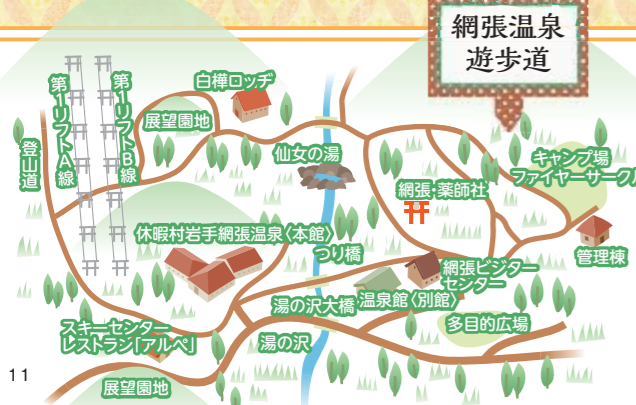 網張温泉
遊歩道
白樺ロッヂ
第1リフトA線
第1リフトB線
展望園地
登山道
仙女の湯
キャンプ場
ファイヤーサークル
網張・薬師社
休暇村岩手網張温泉〈本館〉
つり橋
管理棟
網張ビジター
センター
温泉館〈別館〉
湯の沢大橋
多目的広場
スキーセンター
レストラン「アルペ」
湯の沢
展望園地
11